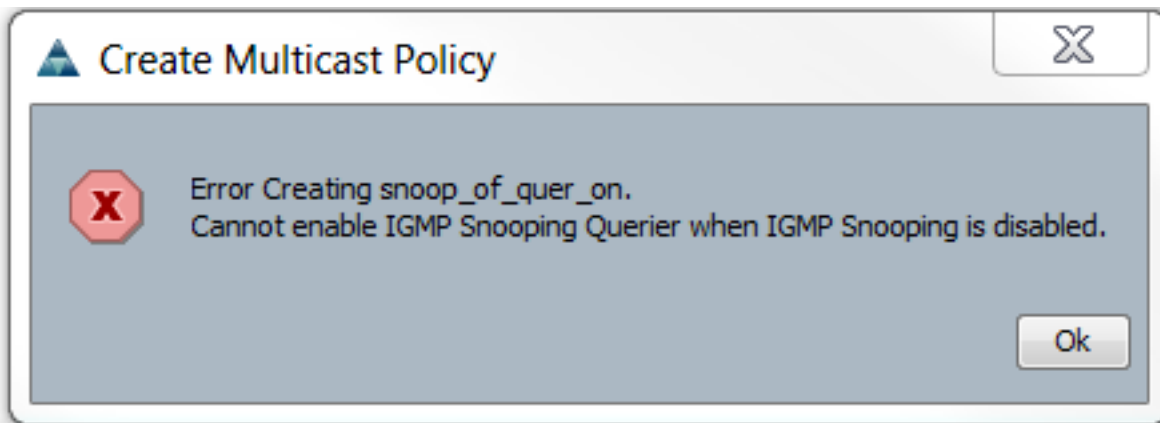 Create Multicast Policy
Error Creating snoop_of_quer_on.
Cannot enable IGMP Snooping Querier when IGMP Snooping is disabled.
Ok